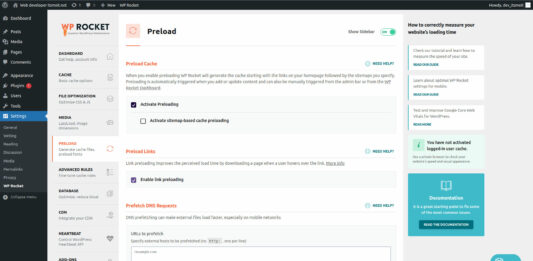 Web developer tomoit.net
7
0
New
WP Rocket
Howdy, dev_tomoit
Dashboard
Posts
Media
Pages
Comments
Appearance
Plugins
Users
Tools
Settings
General
Writing
Reading
Discussion
Media
Permalinks
Privacy
WP Rocket
Collapse menu
WP ROCKET
DASHBOARD
Get help, account info
CACHE
Basic cache options
FILE OPTIMIZATION
Optimize CSS & JS
MEDIA
LazyLoad, image
dimensions
PRELOAD
Generate cache files,
preload fonts
ADVANCED RULES
Fine-tune cache rules
DATABASE
Optimize, reduce bloat
CDN
Integrate your CDN
HEARTBEAT
Control WordPress
Heartbeat API
ADD-ONS
Preload
Show Sidebar
ON
Preload Cache
NEED HELP?
When you enable preloading WP Rocket will generate the cache starting with the links on your homepage followed by the sitemaps you specify.
Preloading is automatically triggered when you add or update content and can also be manually triggered from the admin bar or from the WP
Rocket Dashboard.
Activate Preloading
Activate sitemap-based cache preloading
Preload Links
NEED HELP?
Link preloading improves the perceived load time by downloading a page when a user hovers over the link. More info
Enable link preloading
Prefetch DNS Requests
NEED HELP?
DNS prefetching can make external files load faster, especially on mobile networks
URLs to prefetch
Specify external hosts to be prefetched (no http:, one per line)
//example.com
How to correctly measure your
website's loading time
Check our tutorial and learn how to
measure the speed of your site.
READ OUR GUIDE
Learn about optimal WP Rocket
settings for mobile.
READ OUR GUIDE
Test and Improve Google Core Web
Vitals for WordPress.
READ MORE
You have not activated
logged-in user cache.
Use a private browser to check your
website's speed and visual appearance.
Documentation
It is a great starting point to fix some
of the most common issues.
READ THE DOCUMENTATION